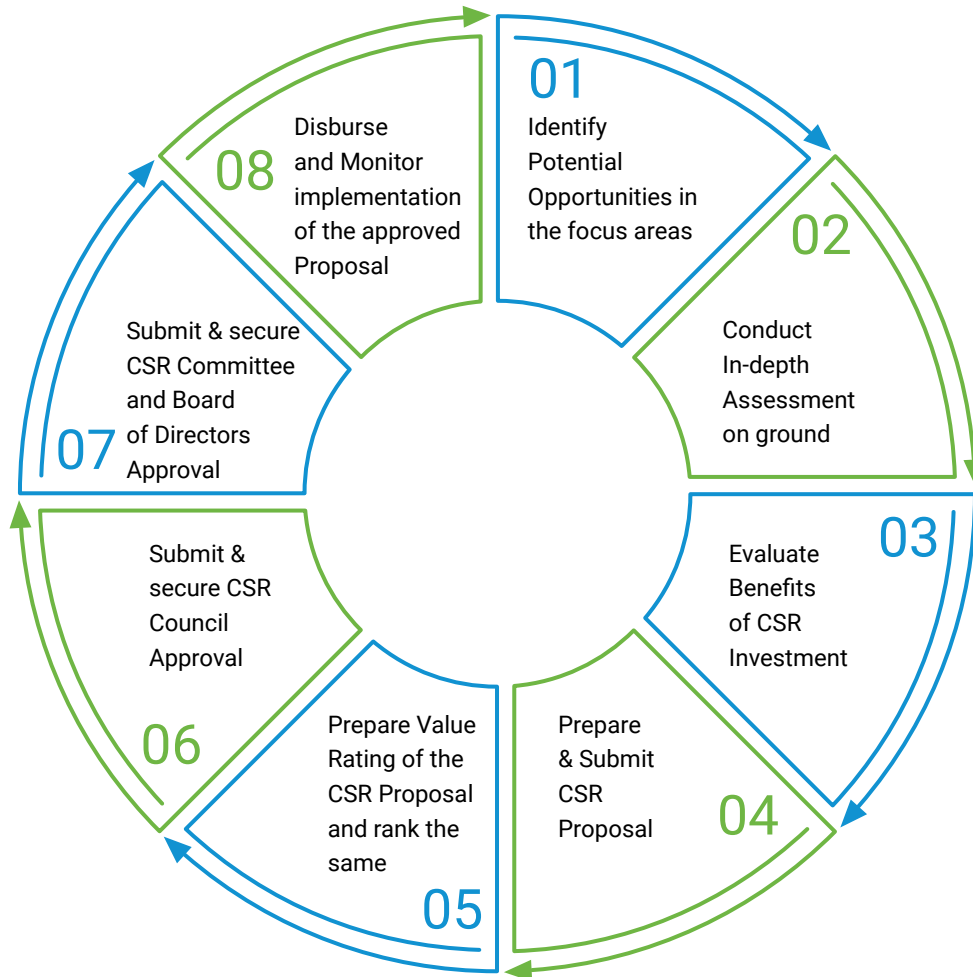 01
Identify
Potential
Opportunities in
the focus areas
02
Conduct
In-depth
Assessment
on ground
03
Evaluate
Benefits
of CSR
Investment
04
Prepare
& Submit
CSR
Proposal
05
Prepare Value
Rating of the
CSR Proposal
and rank the
same
06
Submit &
secure CSR
Council
Approval
07
Submit & secure
CSR Committee
and Board
of Directors
Approval
08
Disburse
and Monitor
implementation
of the approved
Proposal